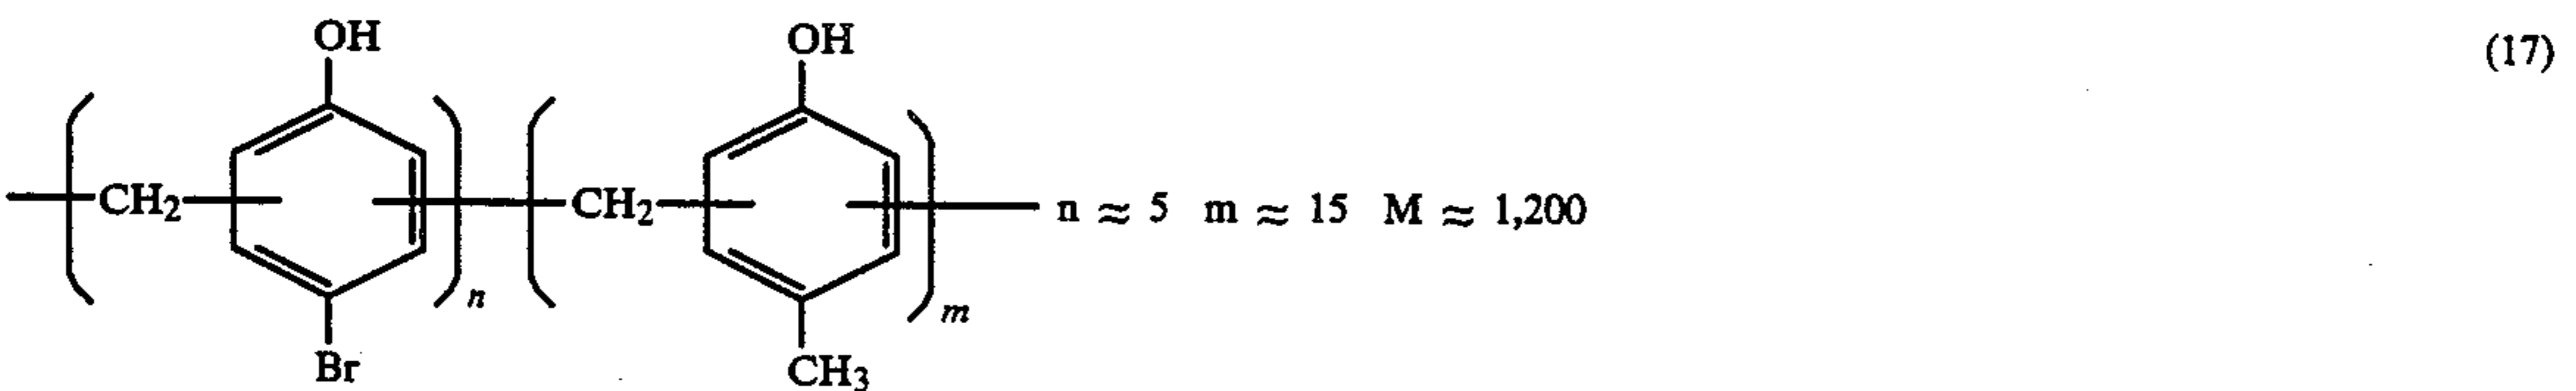 OH OH (17)
CH2 CH2 n ≈ 5 m ≈ 15 M ≈ 1,200
n m
Br CH3